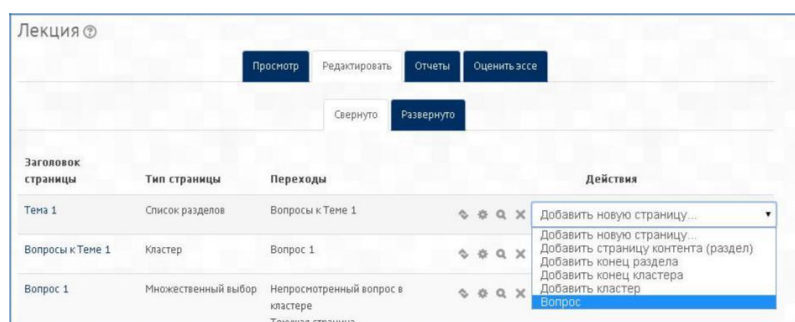 Лекция
Просмотр Редактировать Отчеты Оценить эссе
Свернуто Развернуто
Заголовок
страницы Тип страницы Переходы Действия
Тема 1 Список разделов Вопросы к Теме 1 Добавить новую страницу...
Добавить новую страницу...
Вопросы к Теме 1 Кластер Вопрос 1 Добавить страницу контента (раздел)
Добавить конец раздела
Добавить конец кластера
Добавить кластер
Вопрос 1 Множественный выбор Непросмотренный вопрос в Вопрос
кластере
Текущая страница